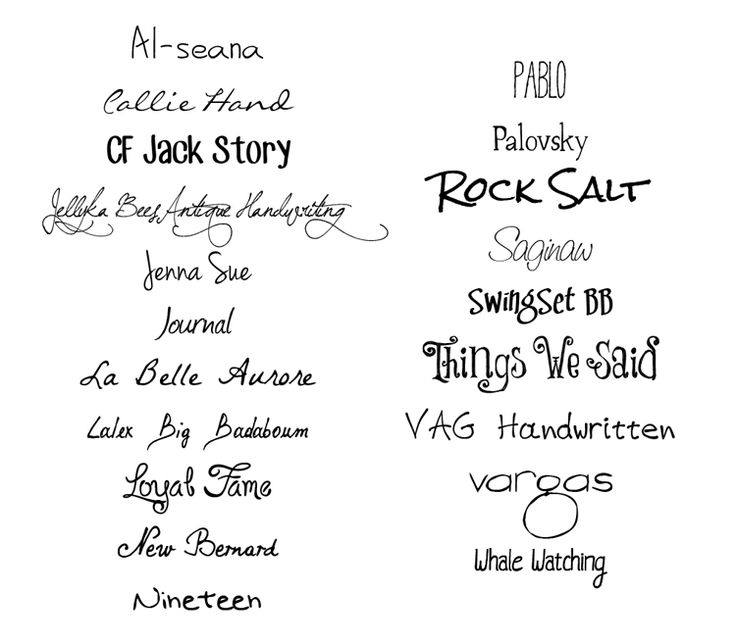 Al-seana
Callie Hand
CF Jack Story
Jellyka BeesAntique Handwriting
Jenna Sue
Journal
La Belle Aurore
Lalex Big Badaboum
Loyal Fame
New Bernard
Nineteen
PABLO
Palovsky
ROCK SALT
Saginaw
SwingSet BB
Things We Said
VAG Handwritten
vargas
Whale Watching